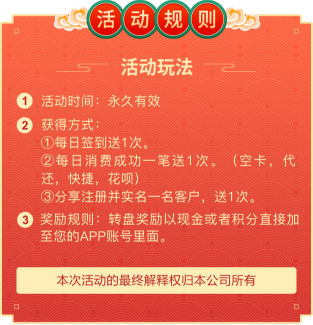 活动规则
活动玩法
1 活动时间：永久有效
2 获得方式：
①每日签到送1次。
②每日消费成功一笔送1次。（空卡，代
还，快捷，花呗）
③分享注册并实名一名客户，送1次。
3 奖励规则：转盘奖励以现金或者积分直接加
至您的APP账号里面。
本次活动的最终解释权归本公司所有